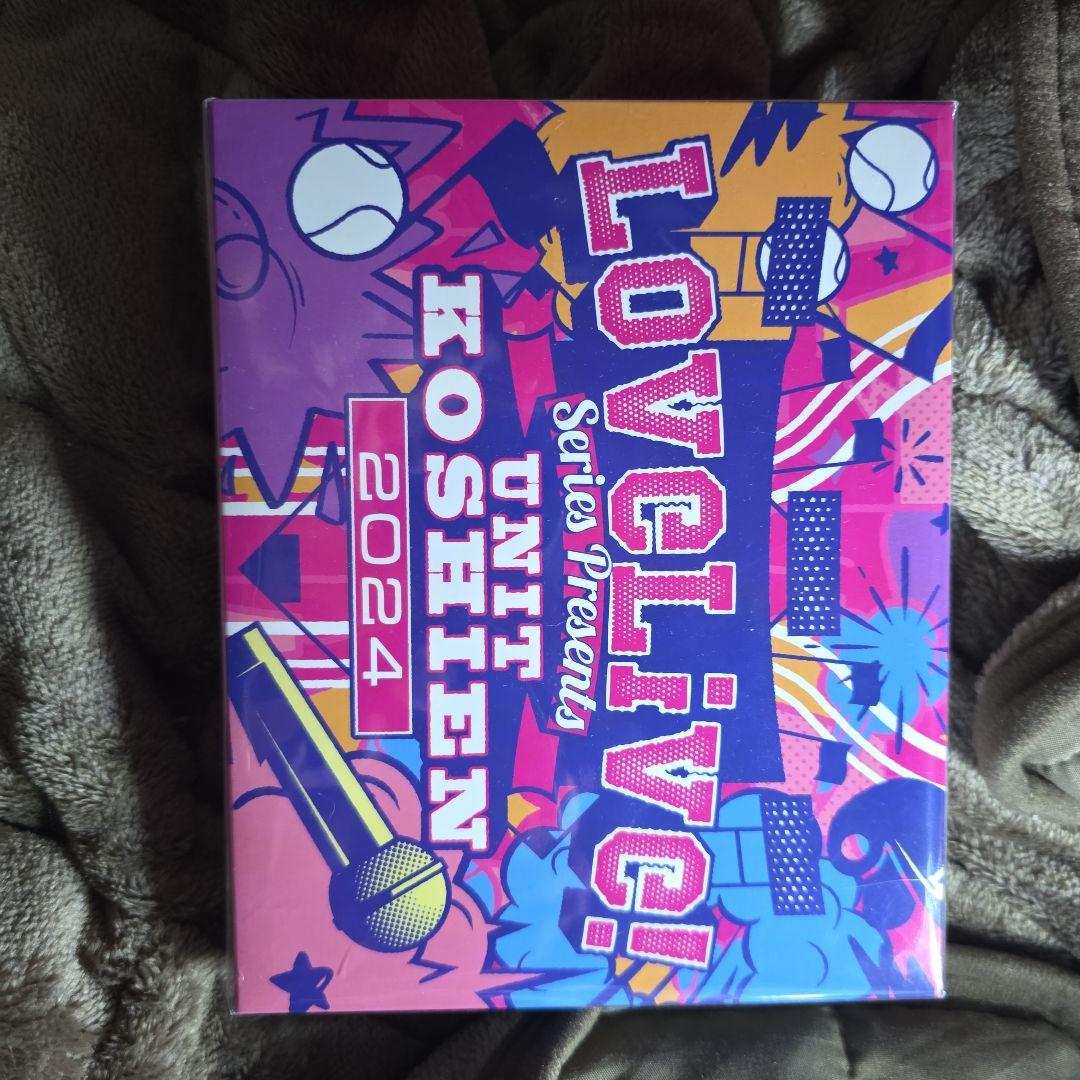 LOVELIVE!
Series Presents
UNIT
KOSHIEN
2024